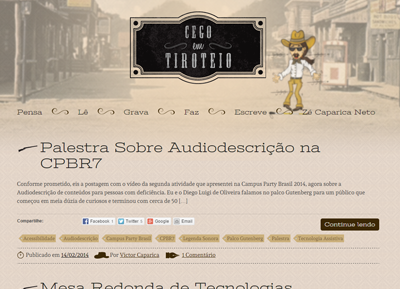 CEGO
em
TIROTEIO
Pensa Lê Grava Faz Escreve Zé Caparica Neto
Palestra Sobre Audiodescrição na
CPBR7
Conforme prometido, eis a postagem com o vídeo da segunda atividade que apresentei na Campus Party Brasil 2014, agora sobre a
Audiodescrição de conteúdos para pessoas com deficiência. Eu e o Diego Luigi de Oliveira falamos no palco Gutenberg para um público que
começou em meia dúzia de curiosos e terminou com cerca de 50 [...]
Compartilhe: Facebook Twitter Google Email
Continue lendo
Acessibilidade Audiodescrição Campus Party Brasil CPBR7 Legenda Sonora Palco Gutenberg Palestra Tecnologia Assistiva
Publicado em 14/02/2014 Por Victor Caparica 1 Comentário
Mesa Redonda de Tecnologias